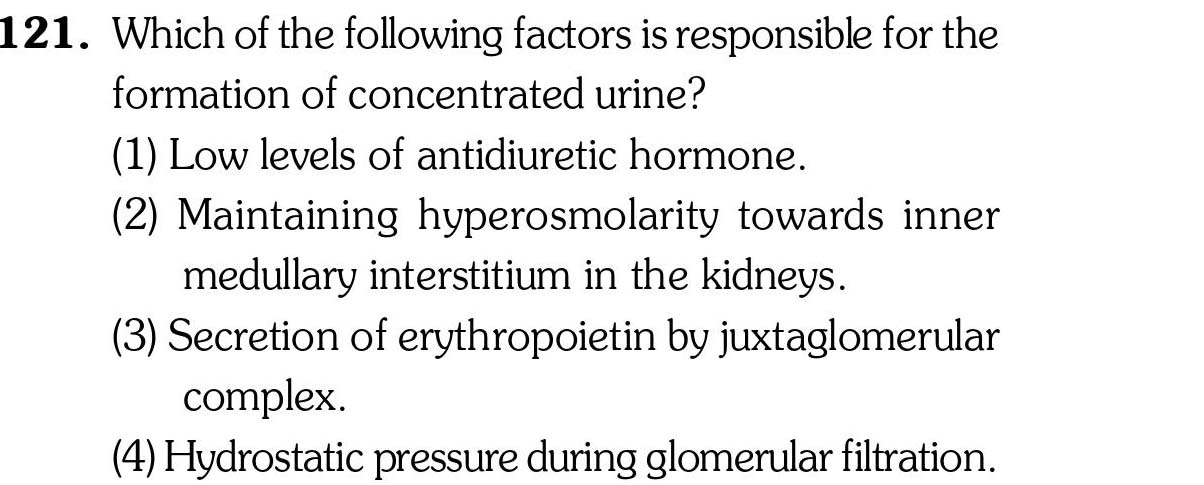 121. Which of the following factors is responsible for the
formation of concentrated urine?
(1) Low levels of antidiuretic hormone.
(2) Maintaining hyperosmolarity towards inner
medullary interstitium in the kidneys.
(3) Secretion of erythropoietin by juxtaglomerular
complex.
(4) Hydrostatic pressure during glomerular filtration.